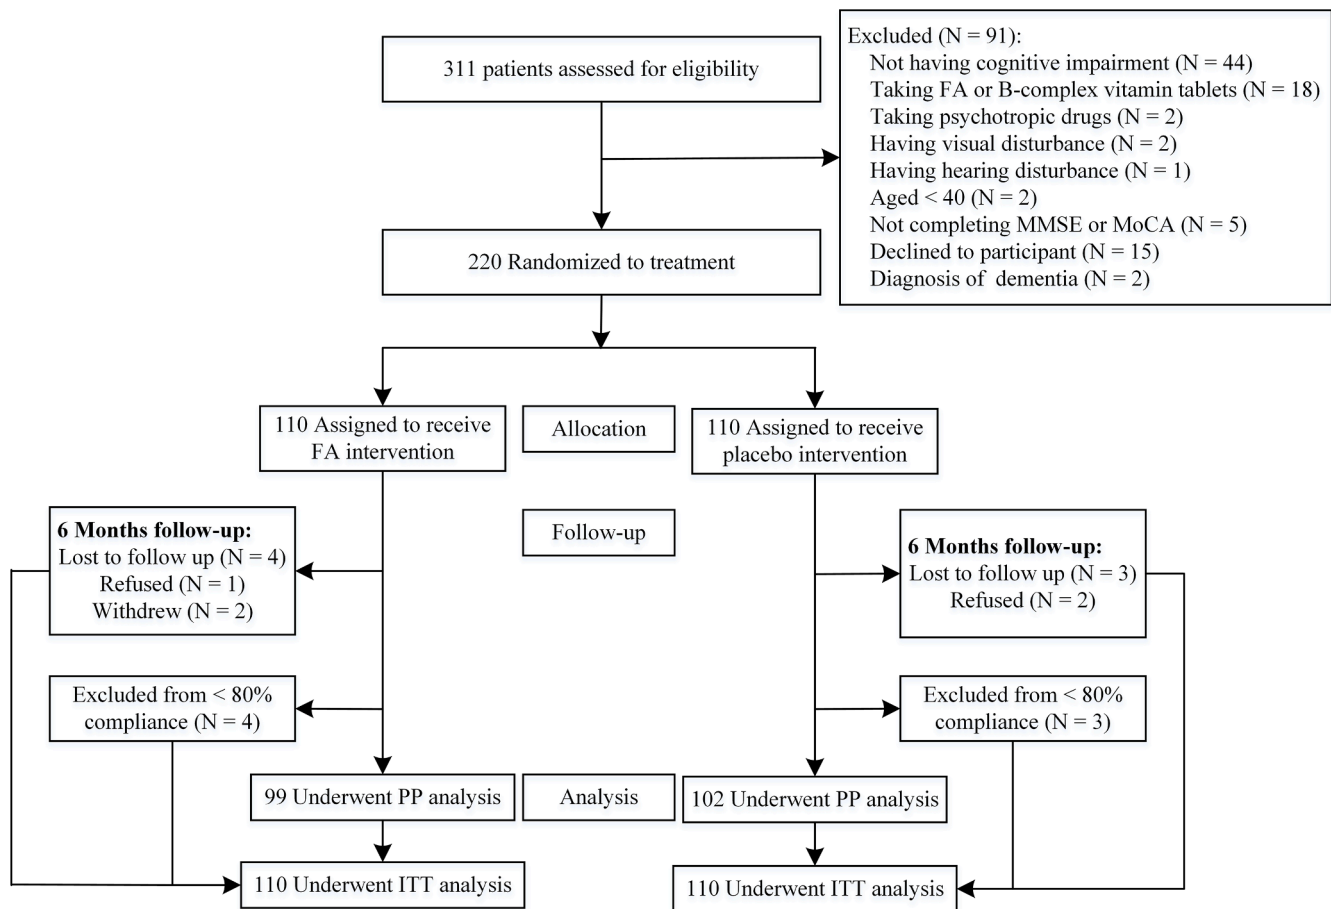 311 patients assessed for eligibility
Excluded (N = 91):
Not having cognitive impairment (N = 44)
Taking FA or B-complex vitamin tablets (N = 18)
Taking psychotropic drugs (N = 2)
Having visual disturbance (N = 2)
Having hearing disturbance (N = 1)
Aged < 40 (N = 2)
Not completing MMSE or MoCA (N = 5)
Declined to participant (N = 15)
Diagnosis of dementia (N = 2)
220 Randomized to treatment
110 Assigned to receive
FA intervention
Allocation
110 Assigned to receive
placebo intervention
6 Months follow-up:
Lost to follow up (N = 4)
Refused (N = 1)
Withdrew (N = 2)
Follow-up
6 Months follow-up:
Lost to follow up (N = 3)
Refused (N = 2)
Excluded from < 80%
compliance (N = 4)
Excluded from < 80%
compliance (N = 3)
99 Underwent PP analysis
Analysis
102 Underwent PP analysis
110 Underwent ITT analysis
110 Underwent ITT analysis